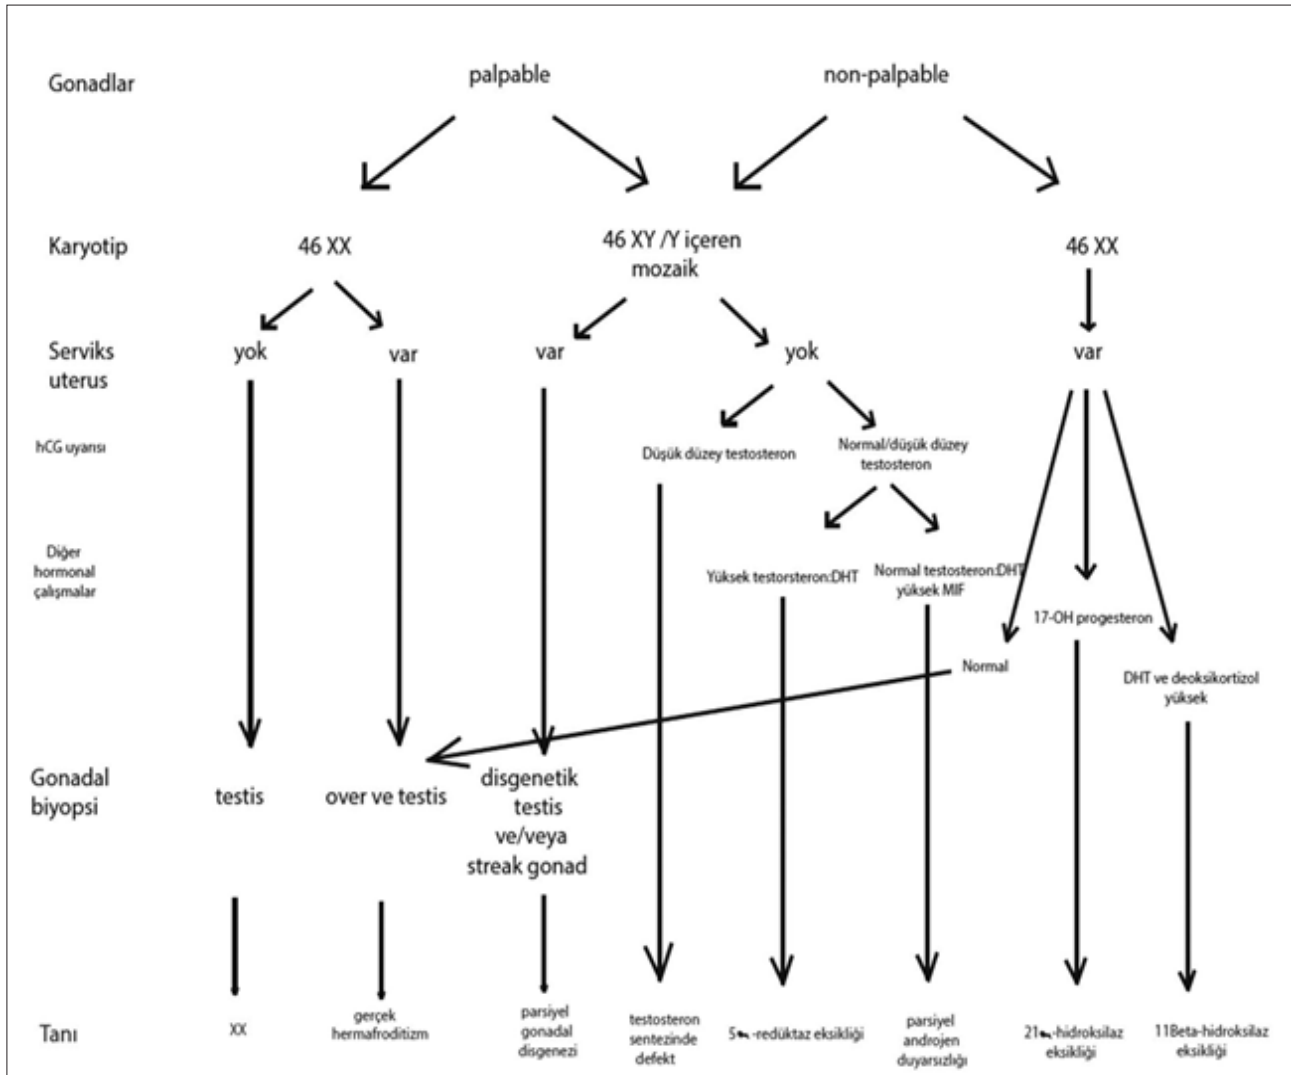 Gonadlar
palpable
non-palpable
Karyotip
46 XX
46 XY /Y içeren
mozaik
46 XX
Serviks
uterus
yok
var
var
yok
var
hCG uyarısı
Düşük düzey testosteron
Normal/düşük düzey
testosteron
Diğer
hormonal
çalışmalar
Yüksek testorsteron:DHT
Normal testosteron:DHT
yüksek MIF
17-OH progesteron
Normal
DHT ve deoksikortizol
yüksek
Gonadal
biyopsi
testis
over ve testis
disgenetik
testis
ve/veya
streak gonad
Tanı
XX
gerçek
hermafroditizm
parsiyel
gonadal
disgenezi
testosteron
sentezinde
defekt
5 -redüktaz eksikliği
parsiyel
androjen
duyarsızlığı
21 -hidroksilaz
eksikliği
11Beta-hidroksilaz
eksikliği